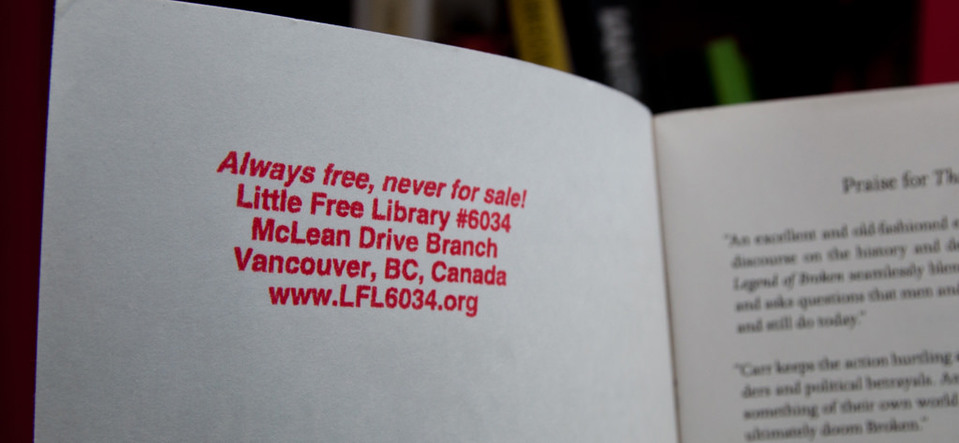 Always free, never for sale!
Little Free Library #6034
McLean Drive Branch
Vancouver, BC, Canada
www.LFL6034.org
Praise for Th
"An excellent and old-fashioned e
discourse on the history and d
Legend of Broken seamlessly blen
and asks questions that men and
and still do today."
"Carr keeps the action hurtling
ders and political betrayals. As
something of their own world
ultimately doom Broken."